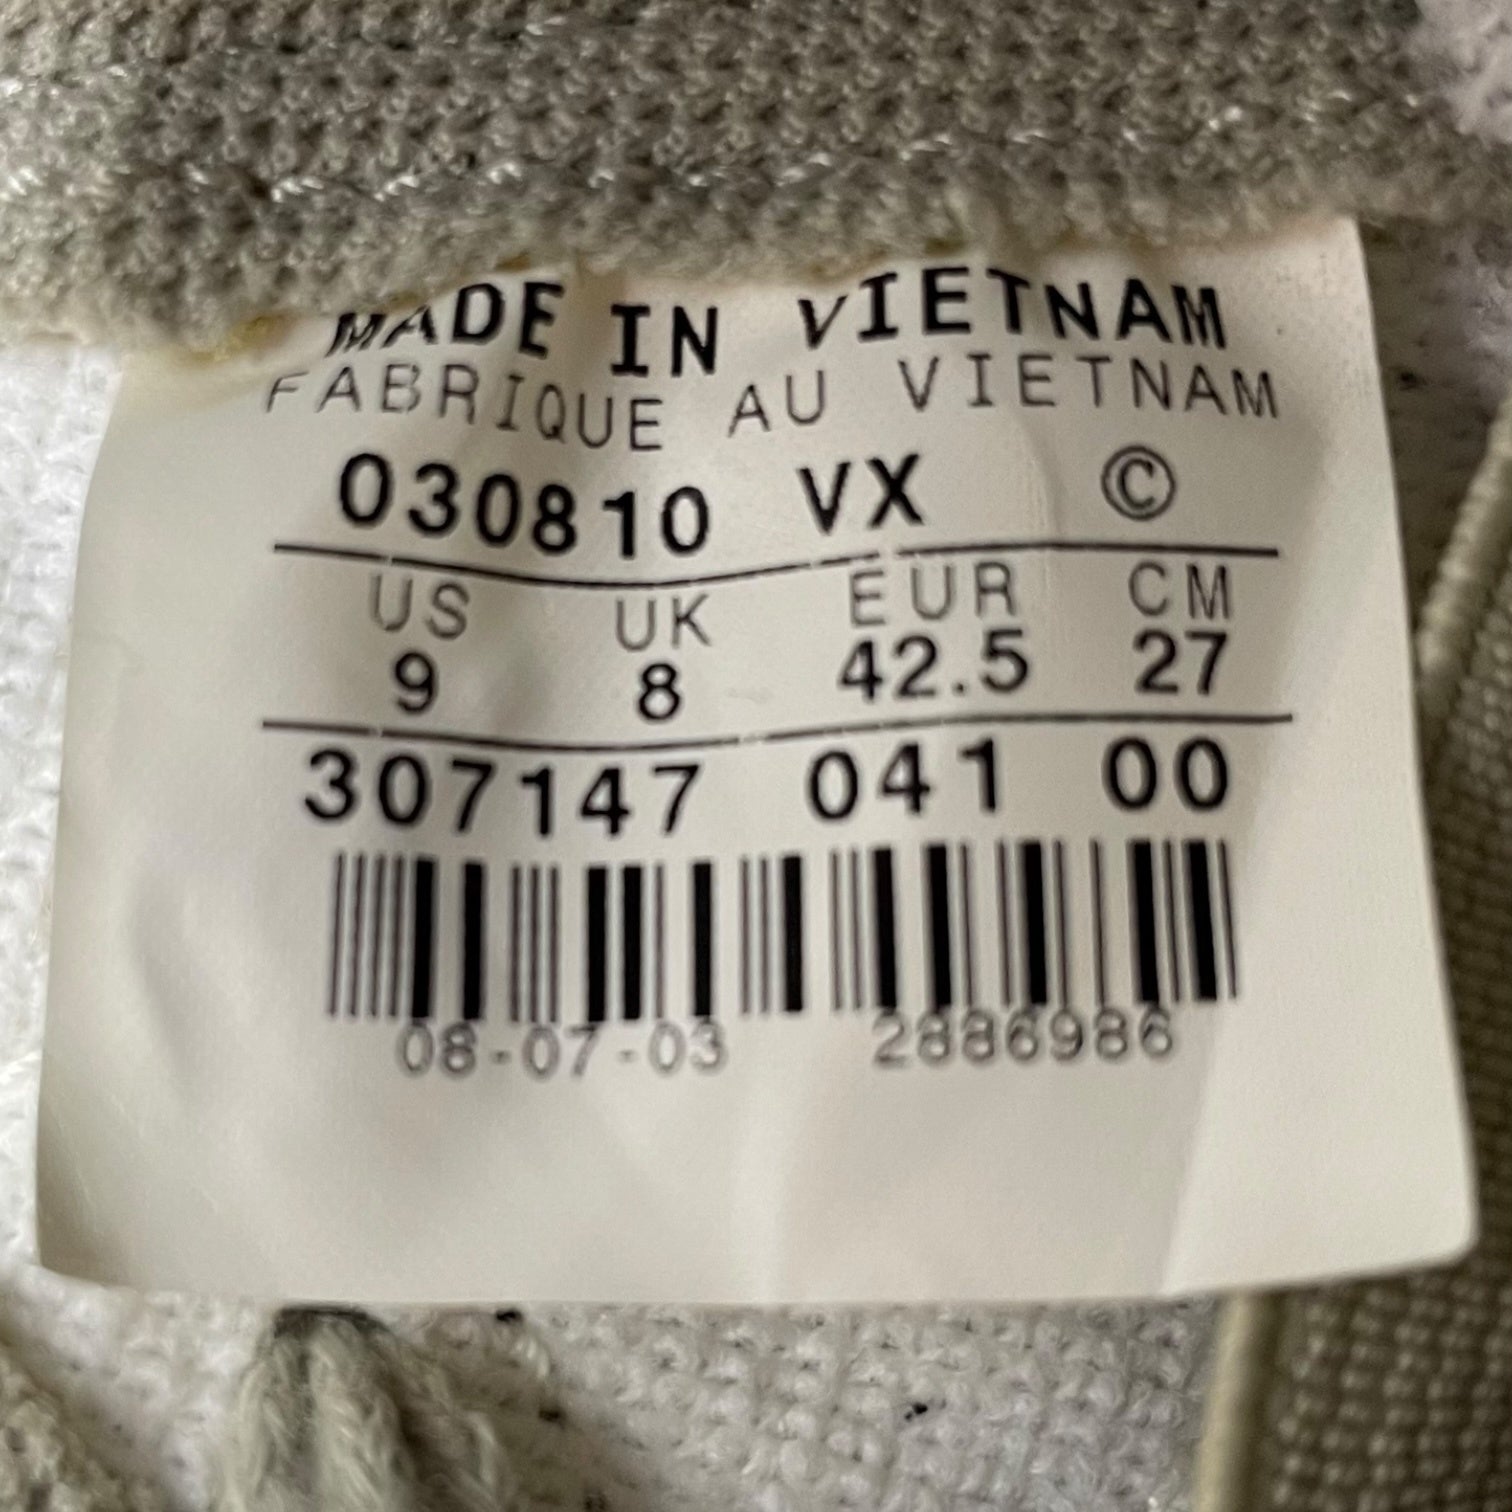 MADE IN VIETNAM
FABRIQUE AU VIETNAM
030810 VX ©
US UK EUR CM
9 8 42.5 27
307147 041 00
08-07-03 2886986